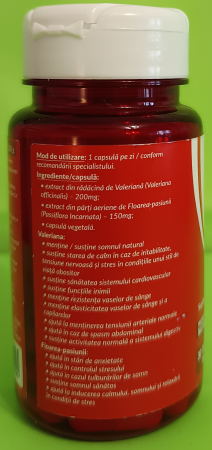 Mod de utilizare: 1 capsulă pe zi / conform
recomandării specialistului.
Ingrediente/capsulă:
• extract din rădăcină de Valeriană (Valeriana
officinalis) - 200mg;
• extract din părți aeriene de Floarea-pasiunii
(Passiflora Incarnata) - 150mg;
• capsulă vegetală.
Valeriana:
• menține / susține somnul natural
• susține starea de calm în caz de iritabilitate,
tensiune nervoasă și stres în condițiile unui stil de
viață obositor
• susține sănătatea sistemului cardiovascular
• susține funcțiile inimii
• menține rezistența vaselor de sânge
• menține elasticitatea vaselor de sânge și a
capilarelor
• ajută la menținerea tensiunii arteriale normale
• ajută în caz de spasm abdominal
• susține activitatea normală a sistemului digestiv
Floarea-pasiunii:
• ajută în stări de anxietate
• ajută în controlul stresului
• ajută în cazul tulburărilor de somn
• susține somnul sănătos
• ajută la inducerea calmului, somnului și relaxării
în condiții de stres